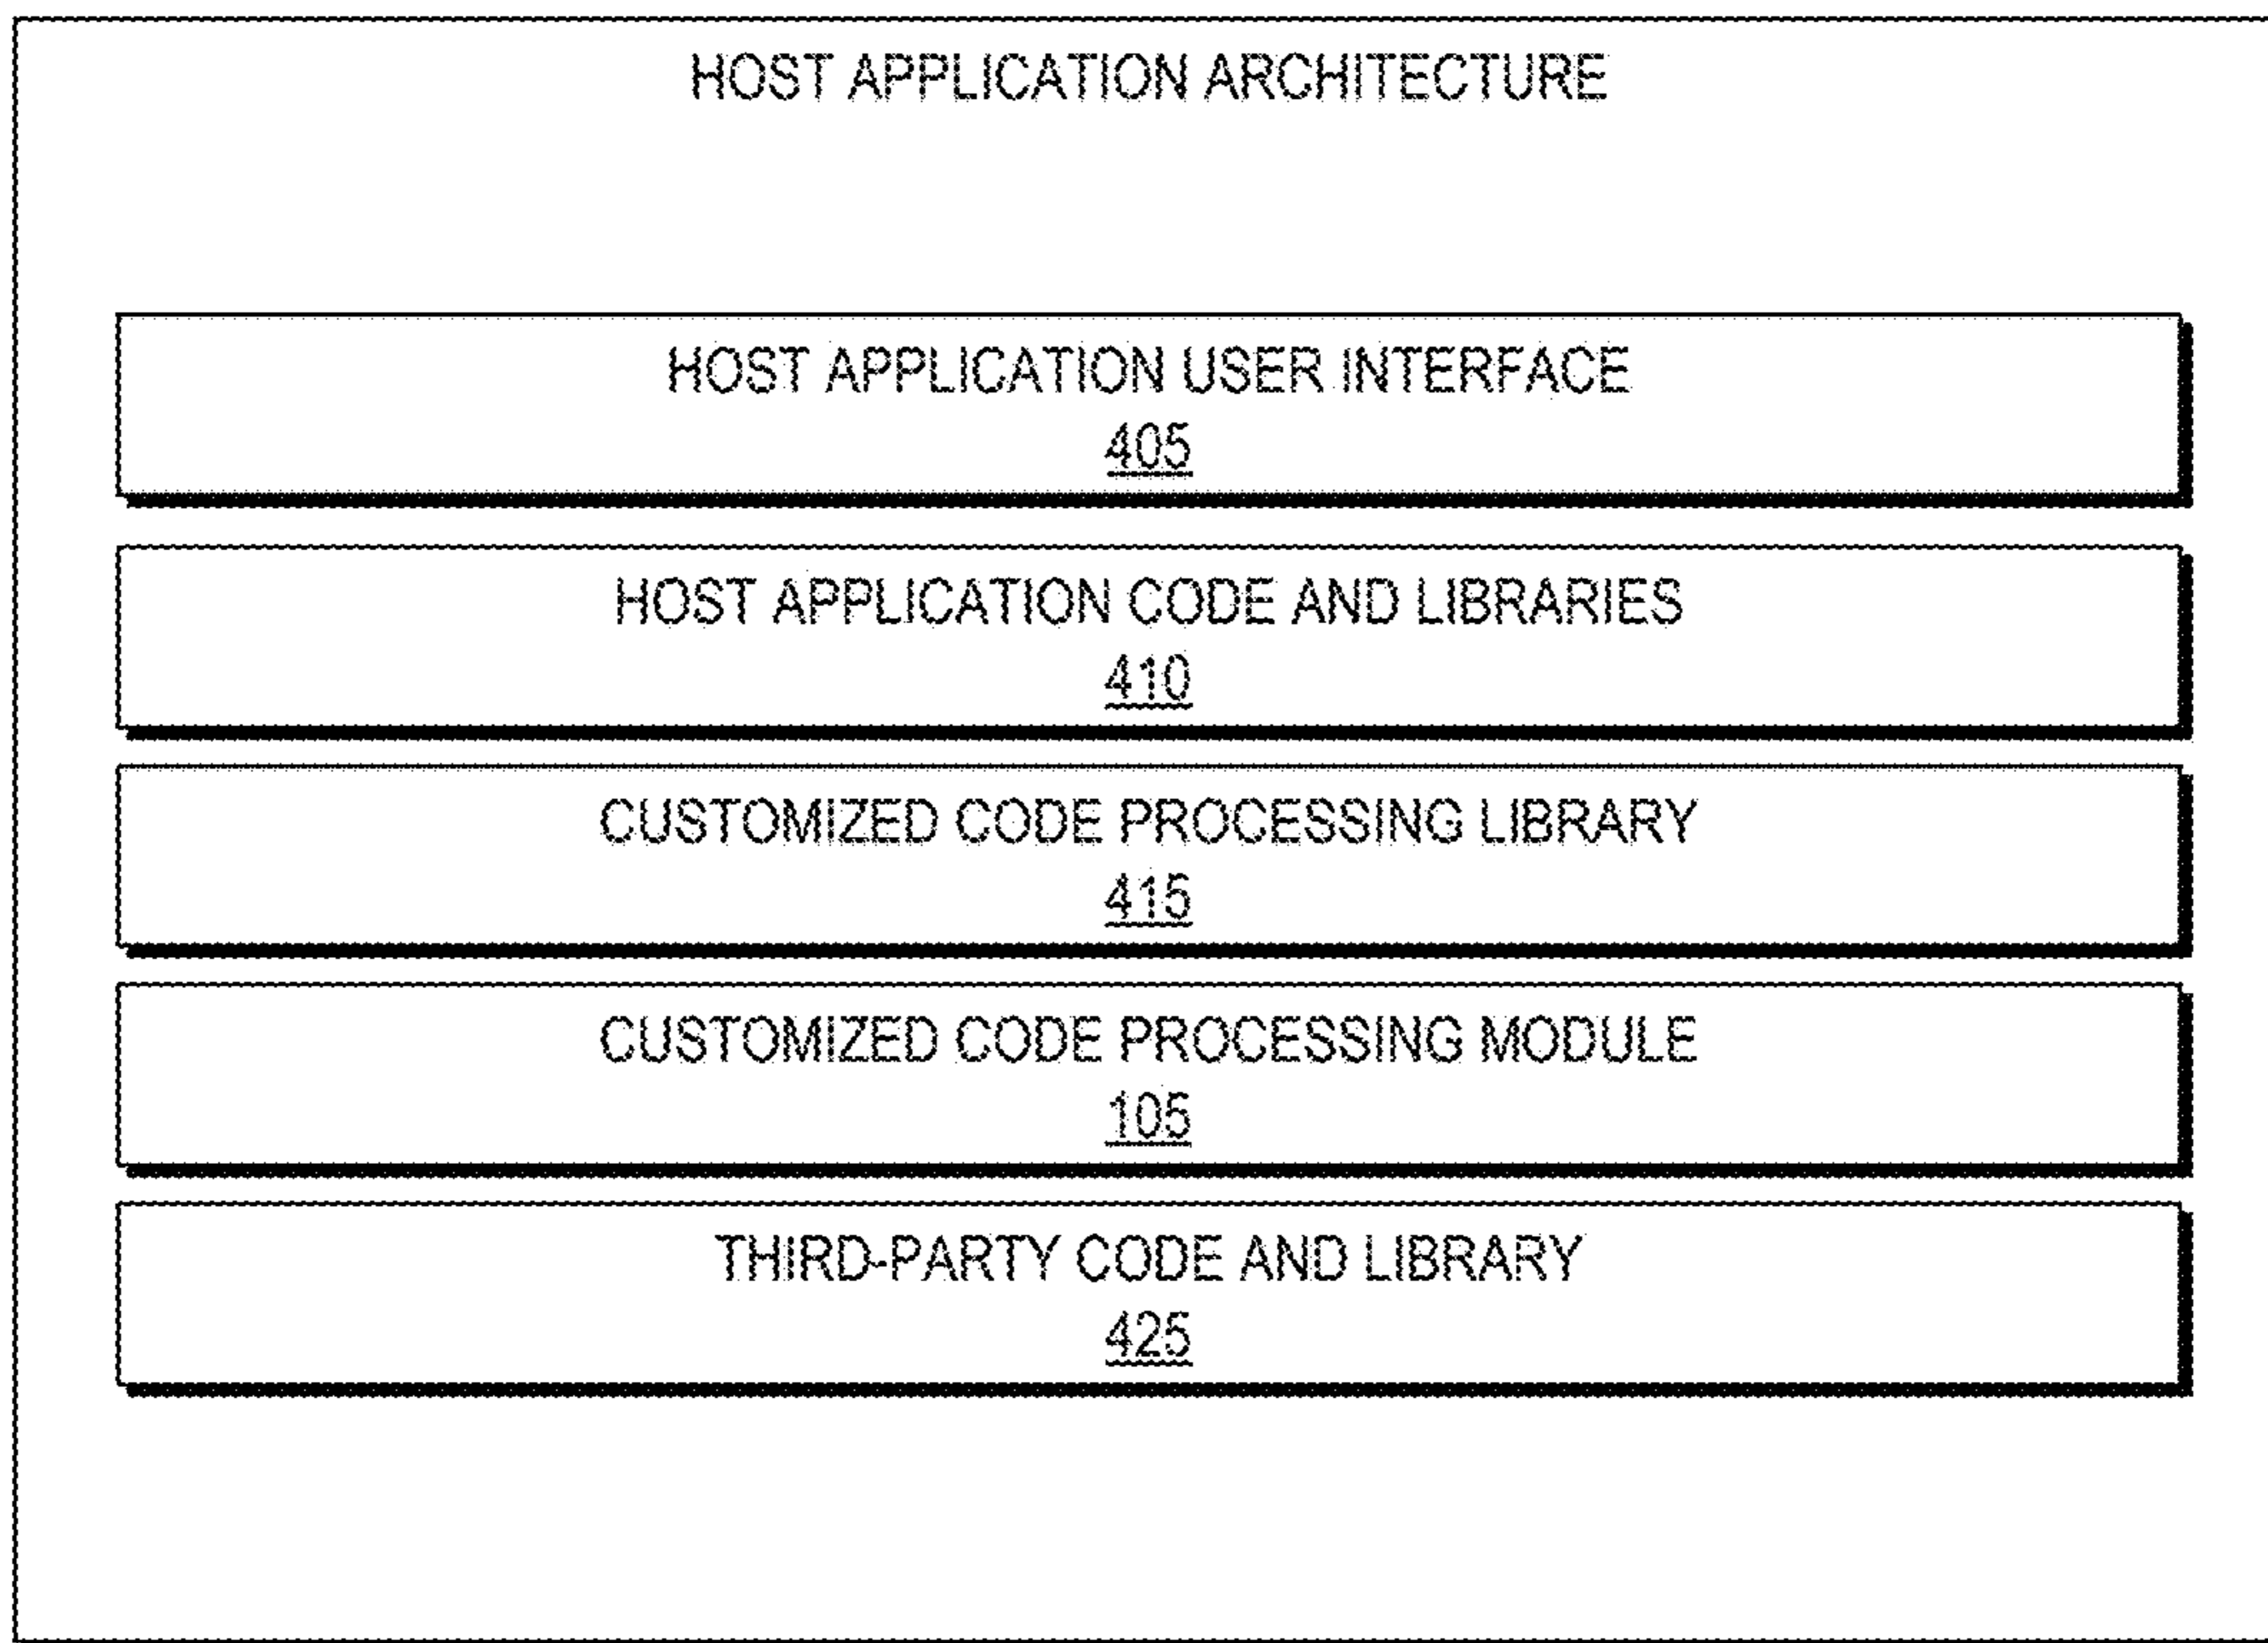 HOST APPLICATION ARCHITECTURE
HOST APPLICATION USER INTERFACE
405
HOST APPLICATION CODE AND LIBRARIES
410
CUSTOMIZED CODE PROCESSING LIBRARY
415
CUSTOMIZED CODE PROCESSING MODULE
105
THIRD-PARTY CODE AND LIBRARY
425